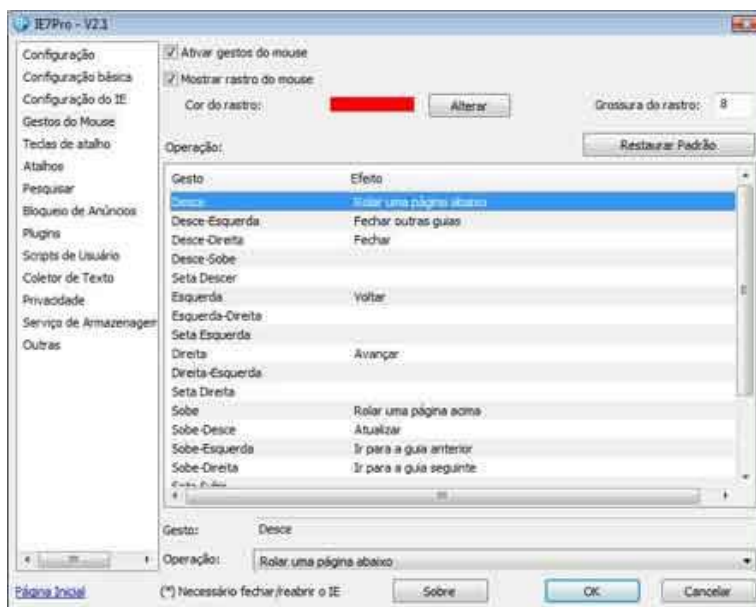 IE7Pro - V2.1
Configuração
Configuração básica
Configuração do IE
Gestos do Mouse
Teclas de atalho
Atalhos
Pesquisar
Bloqueio de Anúncios
Plugins
Scripts de Usuário
Coletor de Texto
Privacidade
Serviço de Armazenagem
Outras
Página Inicial
Ativar gestos do mouse
Mostrar rastro do mouse
Cor do rastro: Alterar Grossura do rastro: 8
Operação: Restaurar Padrão
Gesto Efeito
Desce Rolar uma página abaixo
Desce-Esquerda Fechar outras guias
Desce-Direita Fechar
Desce-Sobe
Seta Descer
Esquerda Voltar
Esquerda-Direita
Seta Esquerda
Direita Avançar
Direita-Esquerda
Seta Direita
Sobe Rolar uma página acima
Sobe-Desce Atualizar
Sobe-Esquerda Ir para a guia anterior
Sobe-Direita Ir para a guia seguinte
Gesto: Desce
Operação: Rolar uma página abaixo
(*) Necessário fechar/reabrir o IE Sobre OK Cancelar